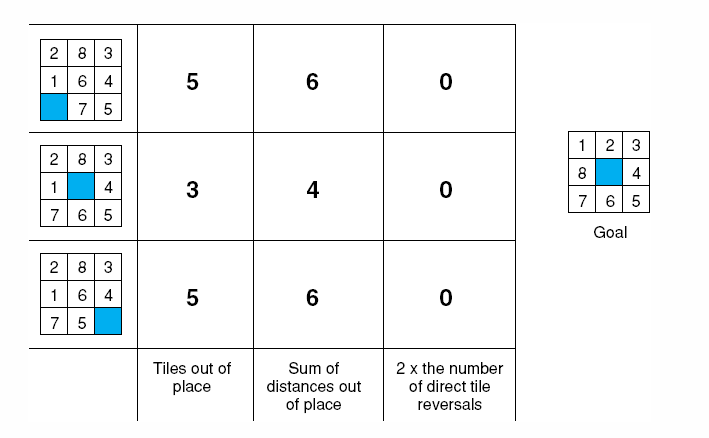 2 8 3
1 6 4
7 5
5 6 0
2 8 3
1 4
7 6 5
3 4 0
1 2 3
8 4
7 6 5
Goal
2 8 3
1 6 4
7 5
5 6 0
Tiles out of
place
Sum of
distances out
of place
2 x the number
of direct tile
reversals